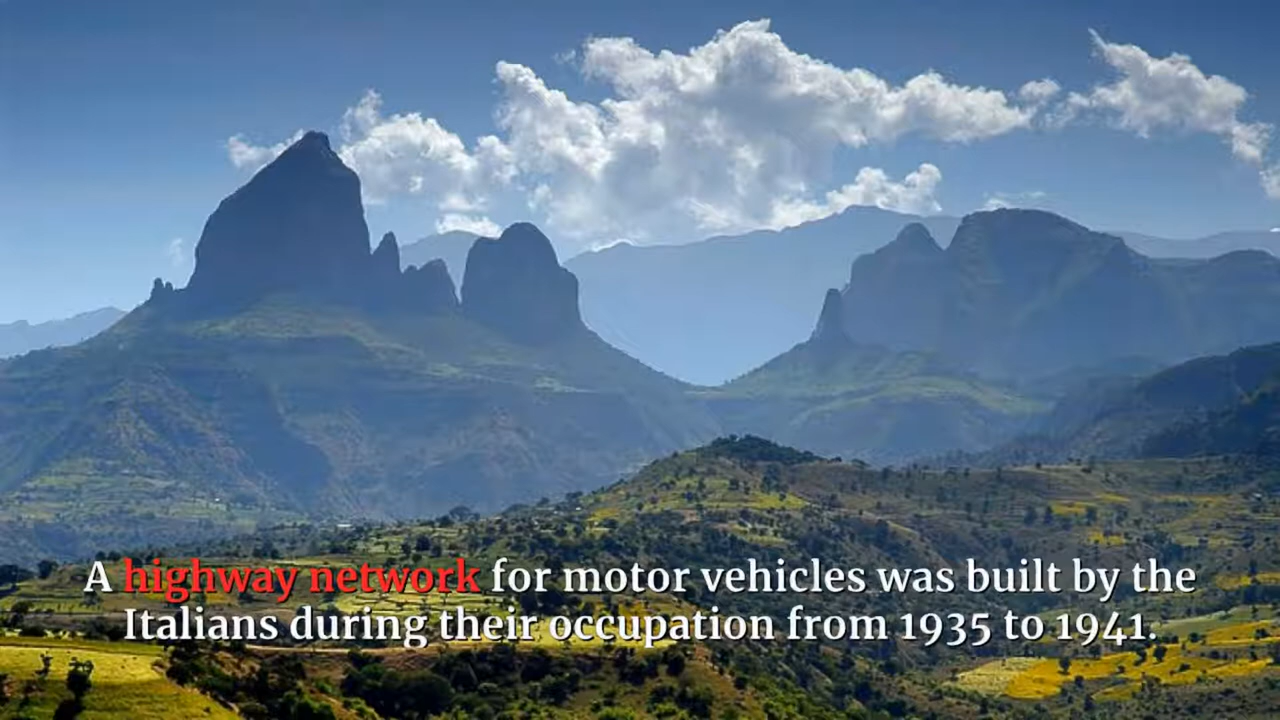 A highway network for motor vehicles was built by the
Italians during their occupation from 1935 to 1941.